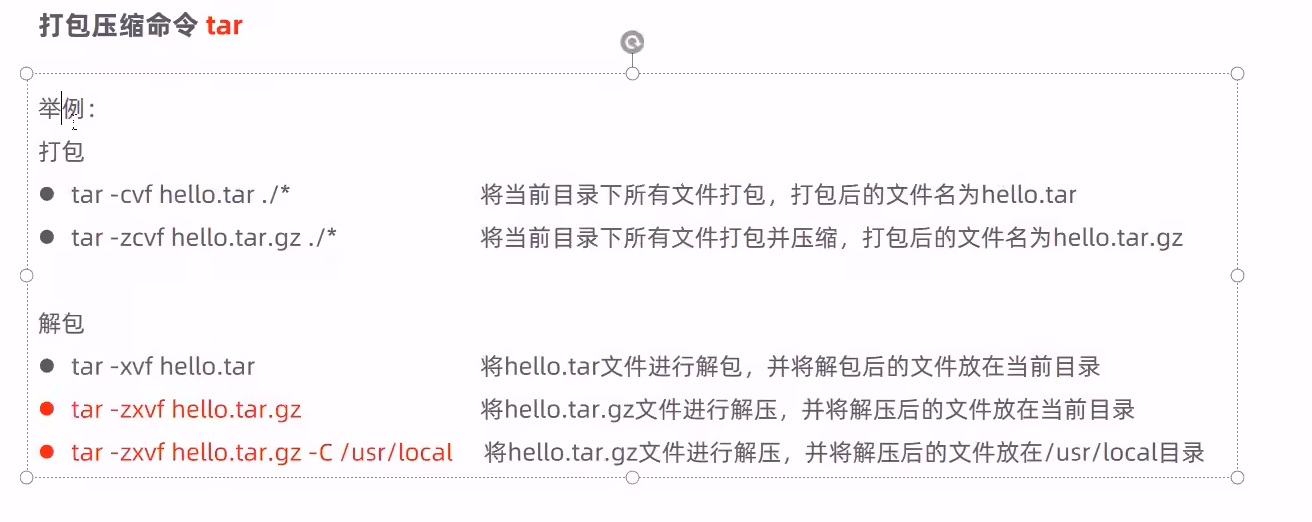 打包压缩命令 tar
举例：
打包
● tar -cvf hello.tar ./* 将当前目录下所有文件打包，打包后的文件名为hello.tar
● tar -zcvf hello.tar.gz ./* 将当前目录下所有文件打包并压缩，打包后的文件名为hello.tar.gz
解包
● tar -xvf hello.tar 将hello.tar文件进行解包，并将解包后的文件放在当前目录
● tar -zxvf hello.tar.gz 将hello.tar.gz文件进行解压，并将解压后的文件放在当前目录
● tar -zxvf hello.tar.gz -C /usr/local 将hello.tar.gz文件进行解压，并将解压后的文件放在/usr/local目录